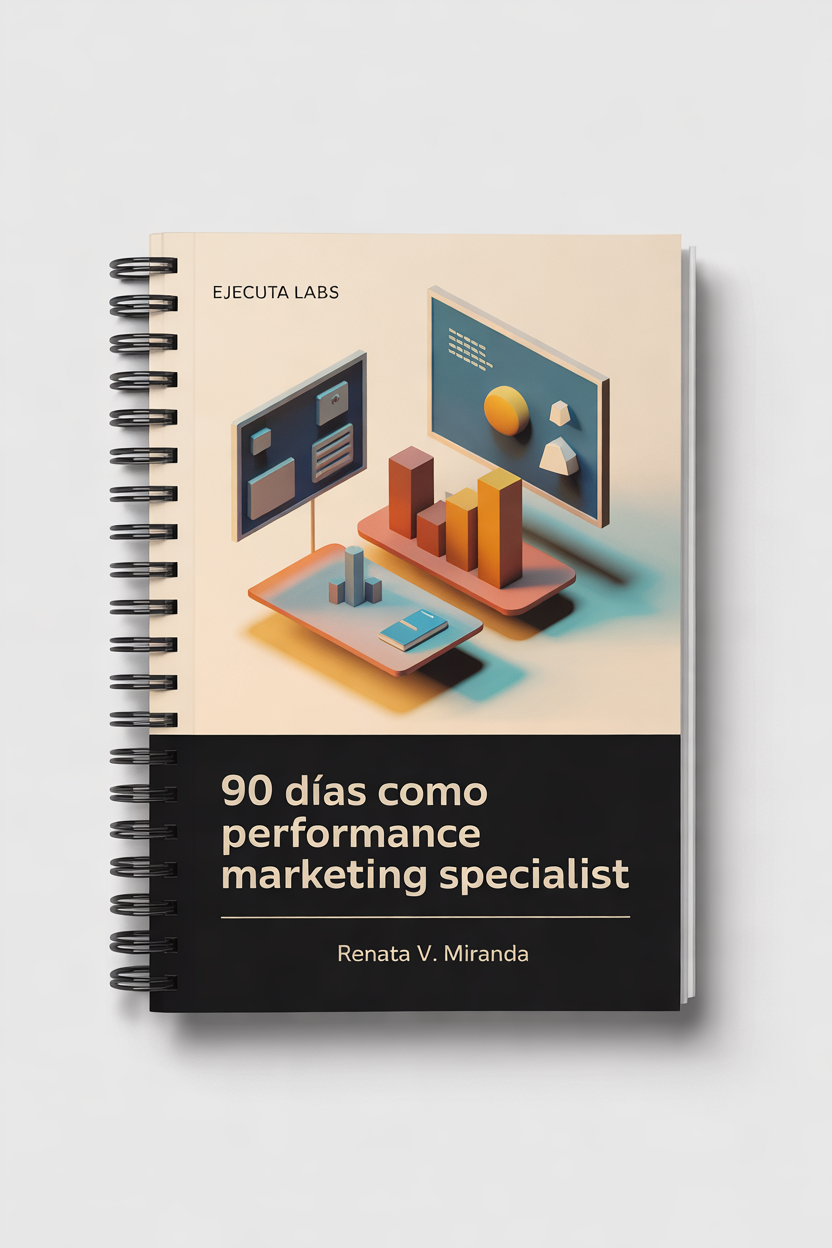 EJECUTA LABS
90 días como
performance
marketing specialist
Renata V. Miranda